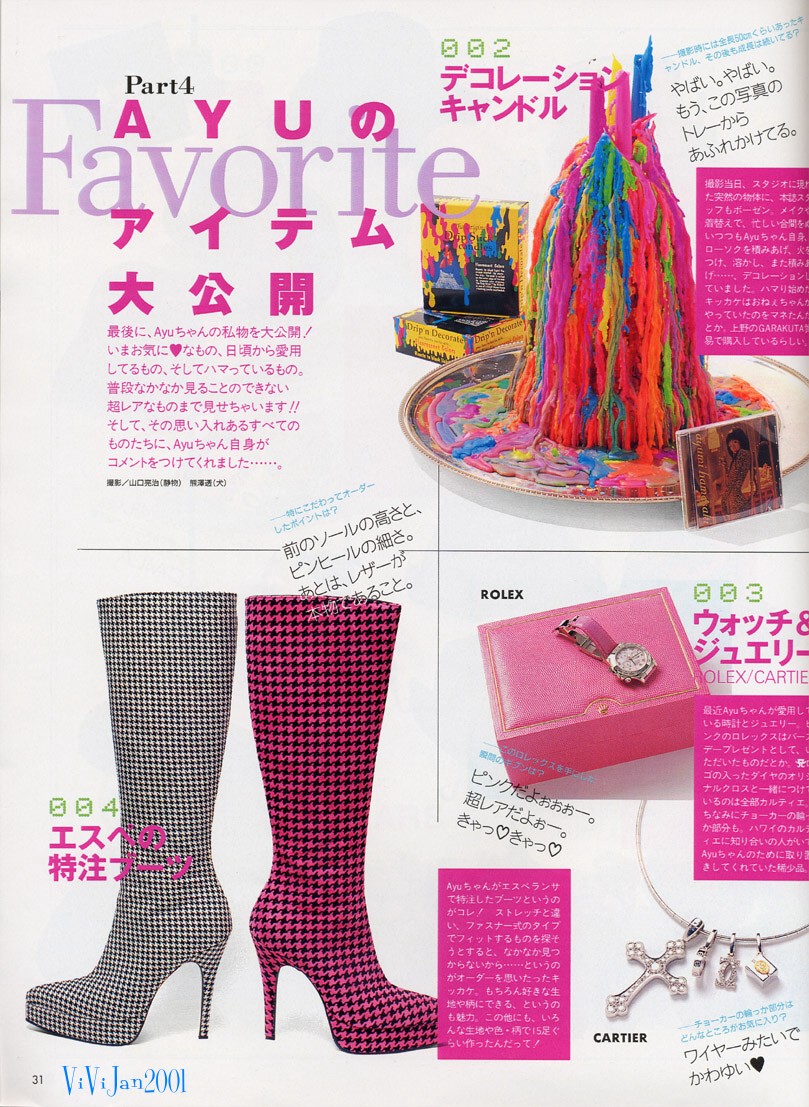 Part4
Favorite
AYUの
アイテム
大公開
最後に、Ayuちゃんの私物を大公開!
いまお気に♥なもの、日頃から愛用
してるもの、そしてハマっているもの。
普段なかなか見ることのできない
超レアなものまで見せちゃいます!!
そして、その思い入れあるすべての
ものたちに、Ayuちゃん自身が
コメントをつけてくれました……。
撮影/山口亮治(静物) 熊澤透(犬)
002
デコレーション
キャンドル
——撮影時には全長50cmくらいあったキ
ャンドル、その後も成長は続いてる?
やばい。やばい。
もう、この写真の
トレーから
あふれかけてる。
撮影当日、スタジオに現れ
た突然の物体に、本誌スタ
ッフもボーゼン。メイク
着替えで、忙しい合間を
いつつもAyuちゃん自身、
ローソクを積みあげ、火を
つけ、溶かし、また積みあ
げ……、デコレーション
ていました。ハマり始めた
キッカケはおねぇちゃんが
やっていたのをマネたんだ
とか。上野のGARAKUTA貿
易で購入しているらしい。
Drip Stick
candles
Drip'n Decorate
Drip'n Decorate
——特にこだわってオーダー
したポイントは?
前のソールの高さと、
ピンヒールの細さ。
あとは、レザーが
本物であること。
ROLEX
003
ウォッチ&
ジュエリー
ROLEX/CARTIE
最近Ayuちゃんが愛用して
いる時計とジュエリー。
ンクのロレックスはバース
デープレゼントとして、
ただいたものだとか。
ゴの入ったダイヤのオリジ
ナルクロスと一緒につけて
いるのは全部カルティエ。
ちなみにチョーカーの輪っ
か部分も、ハワイのカルテ
ィエに知り合いの人がいて
Ayuちゃんのために取り置
きしてくれていた稀少品。
——このロレックスを手にした
瞬間のキブンは?
ピンクだよぉぉぉー。
超レアだよぉー。
きゃっ♡きゃっ♡
004
エスペの
特注ブーツ
Ayuちゃんがエスペランサ
で特注したブーツというの
がコレ! ストレッチと違
い、ファスナー式のタイプ
でフィットするものを探そ
うとすると、なかなか見つ
からないから……というの
がオーダーを思いたったキ
ッカケ。もちろん好きな生
地や柄にできる、というの
も魅力。この他にも、いろ
んな生地や色・柄で15足ぐ
らい作ったんだって!
CARTIER
——チョーカーの輪っか部分は
どんなところがお気に入り?
ワイヤーみたいで
かわゆい♥
31
ViVi Jan2001